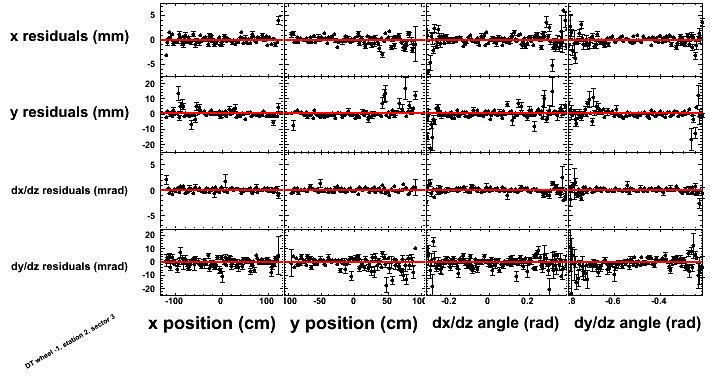 x residuals (mm)
5
0
-5
y residuals (mm)
20
10
0
-10
-20
dx/dz residuals (mrad)
5
0
-5
dy/dz residuals (mrad)
20
10
0
-10
-20
-100 0 100 -50 0 50 -0.2 0 0.2 -0.6 -0.4
x position (cm) y position (cm) dx/dz angle (rad) dy/dz angle (rad)
DT wheel -1, station 2, sector 3